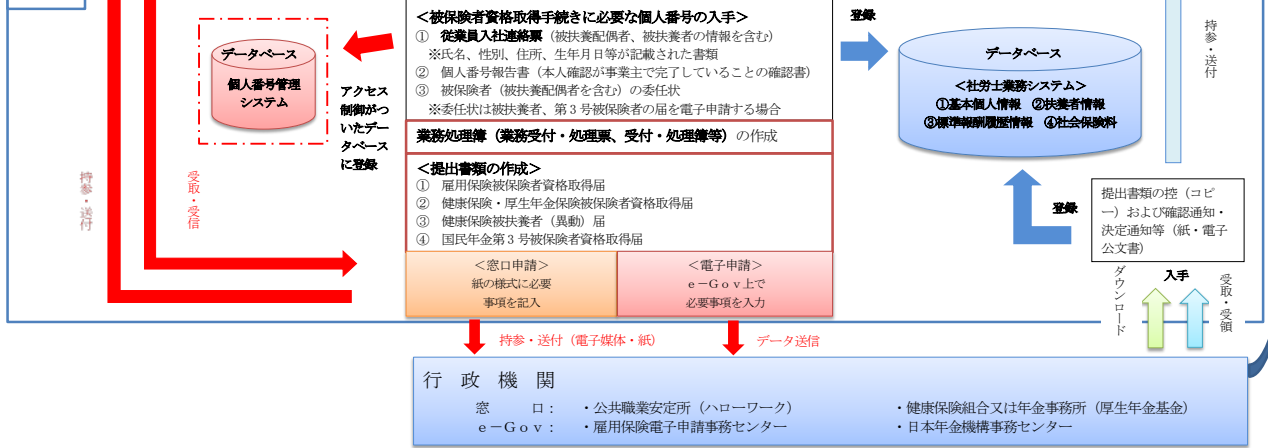 ＜被保険者資格取得手続きに必要な個人番号の入手＞
① 従業員入社連絡票（被扶養配偶者、被扶養者の情報を含む）
※氏名、性別、住所、生年月日等が記載された書類
② 個人番号報告書（本人確認が事業主で完了していることの確認書）
③ 被保険者（被扶養配偶者を含む）の委任状
※委任状は被扶養者、第３号被保険者の届を電子申請する場合
業務処理簿（業務受付・処理票、受付・処理簿等）の作成
＜提出書類の作成＞
① 雇用保険被保険者資格取得届
② 健康保険・厚生年金保険被保険者資格取得届
③ 健康保険被扶養者（異動）届
④ 国民年金第３号被保険者資格取得届
＜窓口申請＞
紙の様式に必要
事項を記入
＜電子申請＞
ｅ－Ｇｏｖ上で
必要事項を入力
データベース
個人番号管理
システム
アクセス
制御がつ
いたデー
タベース
に登録
持参・送付
受取・受信
登録
データベース
＜社労士業務システム＞
①基本個人情報 ②扶養者情報
③標準報酬履歴情報 ④社会保険料
持参・送付
登録
提出書類の控（コピ
ー）および確認通知・
決定通知等（紙・電子
公文書）
ダウンロード
入手
受取・受領
持参・送付（電子媒体・紙）
データ送信
行 政 機 関
窓 口： ・公共職業安定所（ハローワーク） ・健康保険組合又は年金事務所（厚生年金基金）
ｅ－Ｇｏｖ： ・雇用保険電子申請事務センター ・日本年金機構事務センター